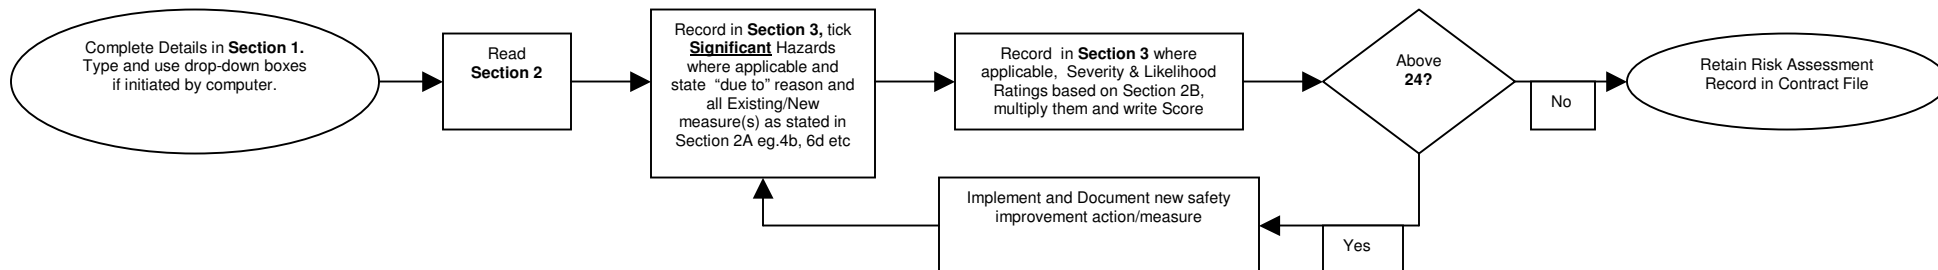 Complete Details in Section 1.
Type and use drop-down boxes
if initiated by computer.
Read
Section 2
Record in Section 3, tick
Significant Hazards
where applicable and
state "due to" reason and
all Existing/New
measure(s) as stated in
Section 2A eg.4b, 6d etc
Record in Section 3 where
applicable, Severity & Likelihood
Ratings based on Section 2B,
multiply them and write Score
Above
24?
No
Retain Risk Assessment
Record in Contract File
Implement and Document new safety
improvement action/measure
Yes